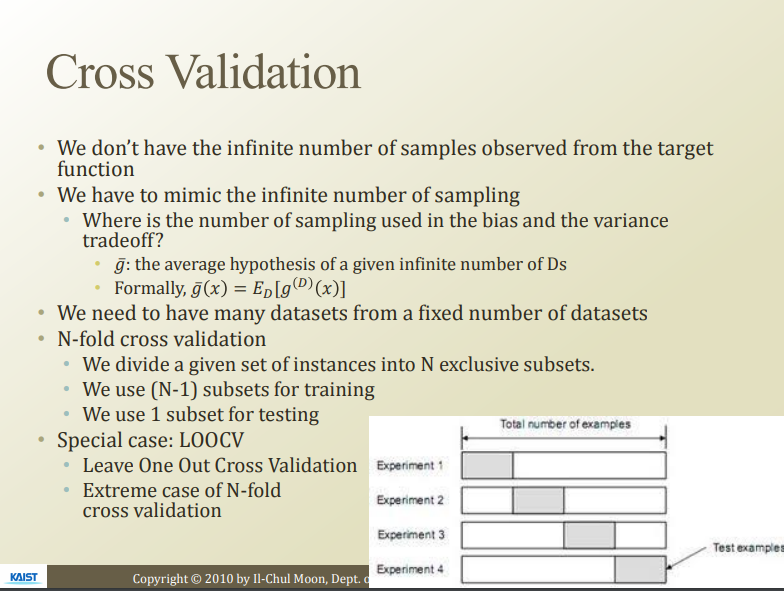 Cross Validation
• We don’t have the infinite number of samples observed from the target
function
• We have to mimic the infinite number of sampling
• Where is the number of sampling used in the bias and the variance
tradeoff?
• ḡ: the average hypothesis of a given infinite number of Ds
• Formally, ḡ(x) = E_D[g^(D)(x)]
• We need to have many datasets from a fixed number of datasets
• N-fold cross validation
• We divide a given set of instances into N exclusive subsets.
• We use (N-1) subsets for training
• We use 1 subset for testing
• Special case: LOOCV
• Leave One Out Cross Validation
• Extreme case of N-fold
cross validation
Total number of examples
Experiment 1
Experiment 2
Experiment 3
Experiment 4
Test examples
KAIST
Copyright © 2010 by Il-Chul Moon, Dept. o